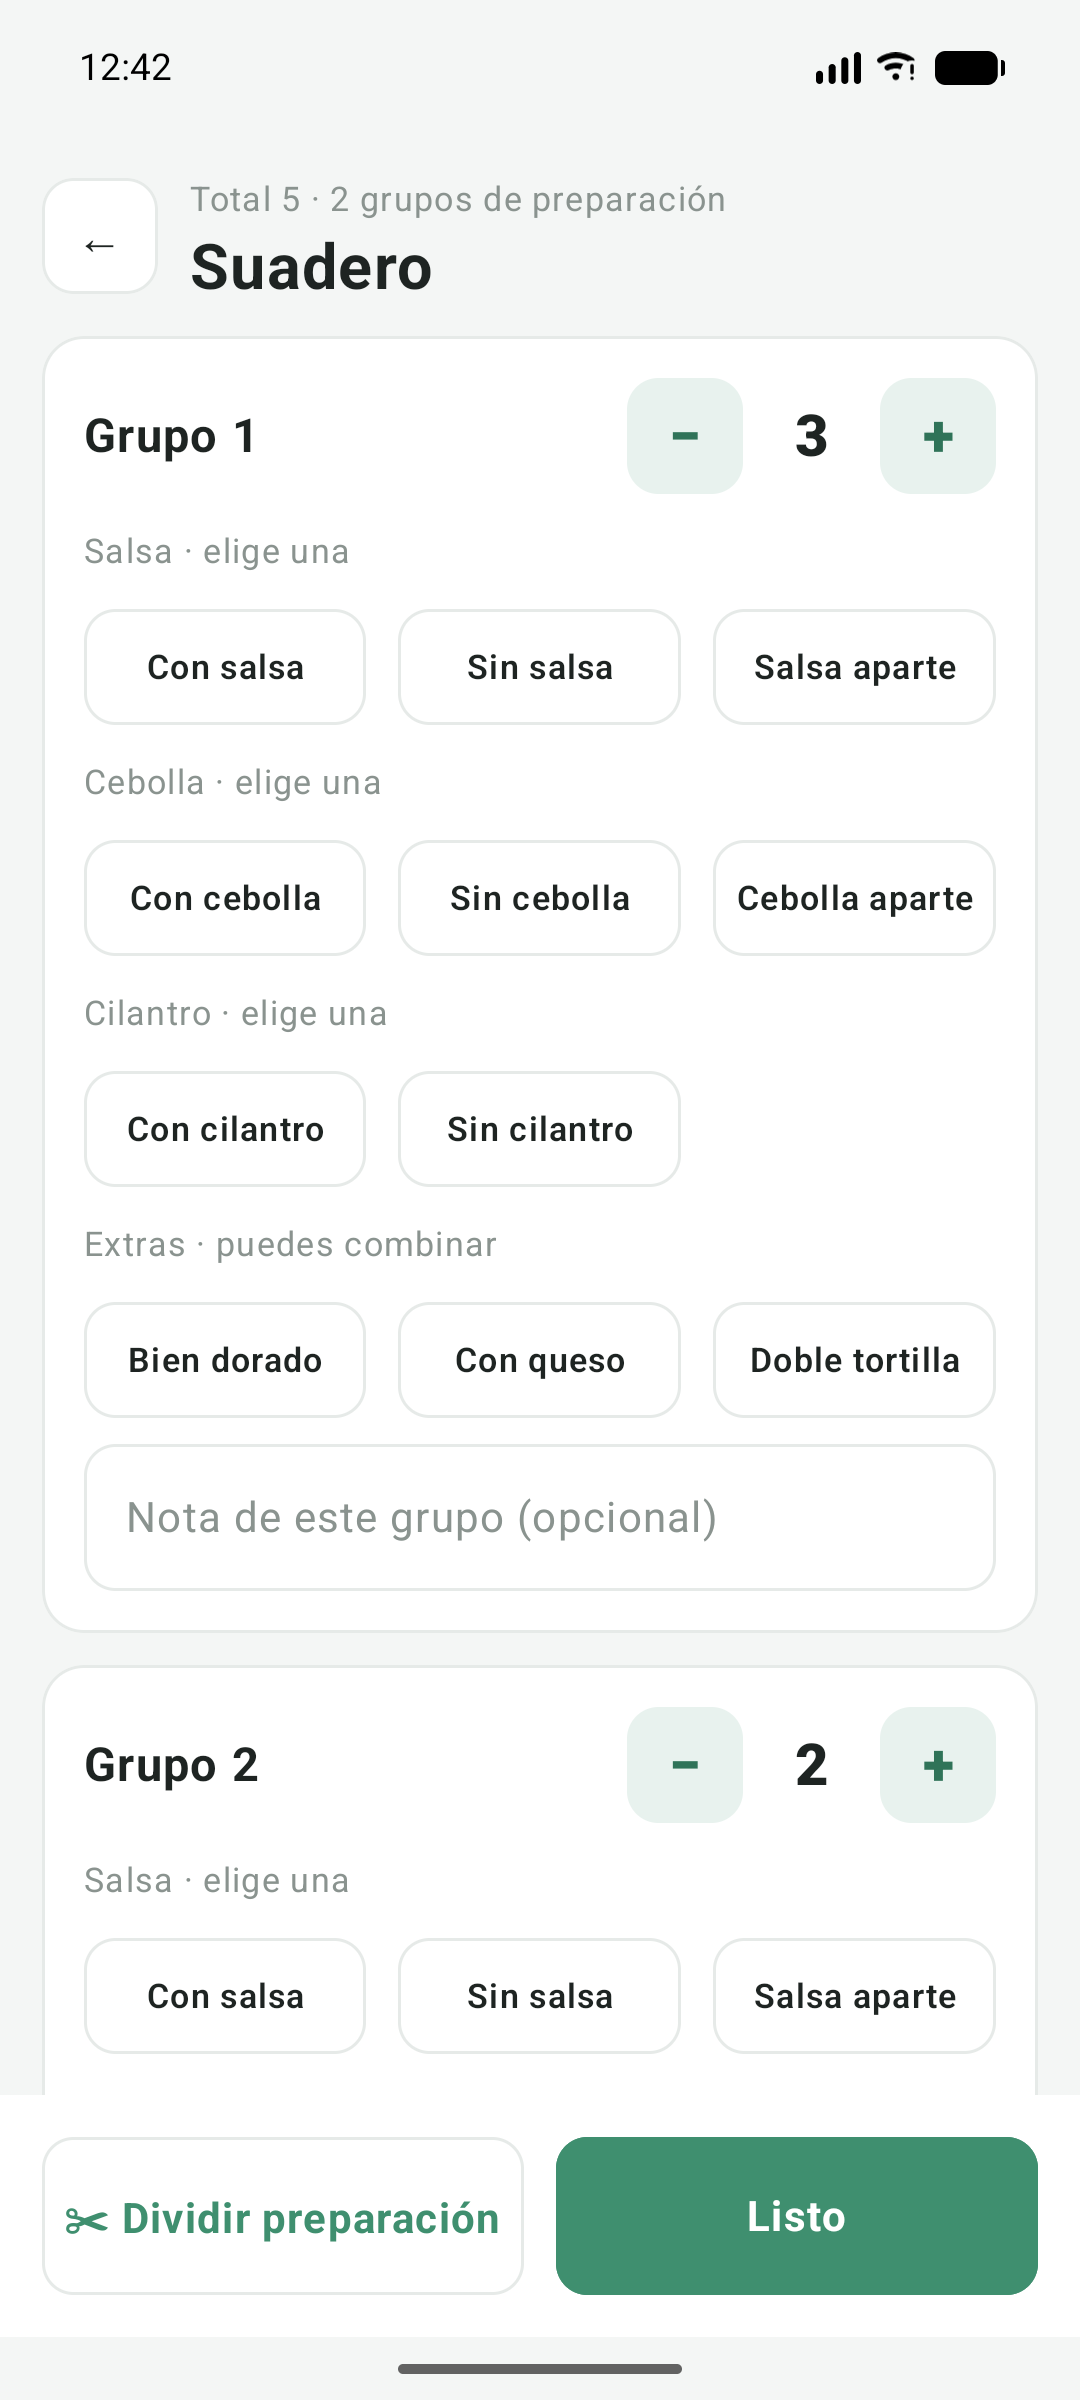 12:42
←
Total 5 · 2 grupos de preparación
Suadero
Grupo 1
− 3 +
Salsa · elige una
Con salsa Sin salsa Salsa aparte
Cebolla · elige una
Con cebolla Sin cebolla Cebolla aparte
Cilantro · elige una
Con cilantro Sin cilantro
Extras · puedes combinar
Bien dorado Con queso Doble tortilla
Nota de este grupo (opcional)
Grupo 2
− 2 +
Salsa · elige una
Con salsa Sin salsa Salsa aparte
✂ Dividir preparación
Listo